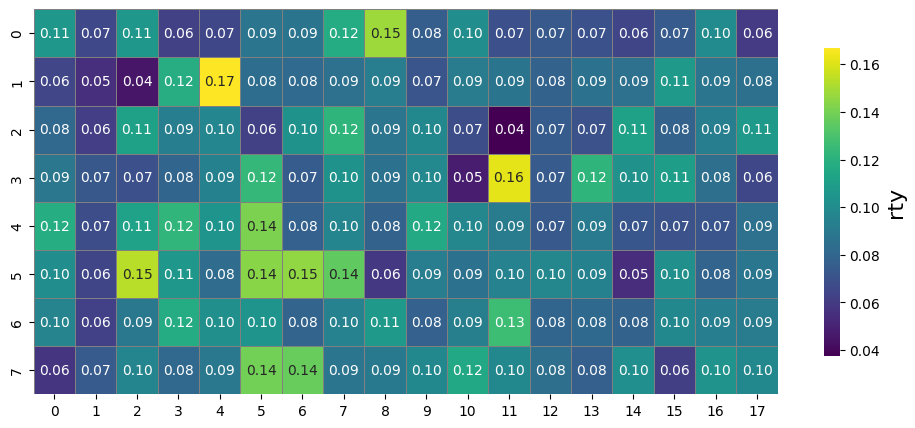 0 0.11 0.07 0.11 0.06 0.07 0.09 0.09 0.12 0.15 0.08 0.10 0.07 0.07 0.07 0.06 0.07 0.10 0.06
1 0.06 0.05 0.04 0.12 0.17 0.08 0.08 0.09 0.09 0.07 0.09 0.09 0.08 0.09 0.09 0.11 0.09 0.08
2 0.08 0.06 0.11 0.09 0.10 0.06 0.10 0.12 0.09 0.10 0.07 0.04 0.07 0.07 0.11 0.08 0.09 0.11
3 0.09 0.07 0.07 0.08 0.09 0.12 0.07 0.10 0.09 0.10 0.05 0.16 0.07 0.12 0.10 0.11 0.08 0.06
4 0.12 0.07 0.11 0.12 0.10 0.14 0.08 0.10 0.08 0.12 0.10 0.09 0.07 0.09 0.07 0.07 0.07 0.09
5 0.10 0.06 0.15 0.11 0.08 0.14 0.15 0.14 0.06 0.09 0.09 0.10 0.10 0.09 0.05 0.10 0.08 0.09
6 0.10 0.06 0.09 0.12 0.10 0.10 0.08 0.10 0.11 0.08 0.09 0.13 0.08 0.08 0.08 0.10 0.09 0.09
7 0.06 0.07 0.10 0.08 0.09 0.14 0.14 0.09 0.09 0.10 0.12 0.10 0.08 0.08 0.10 0.06 0.10 0.10
0 1 2 3 4 5 6 7 8 9 10 11 12 13 14 15 16 17
0.16
0.14
0.12
0.10
0.08
0.06
0.04
rty